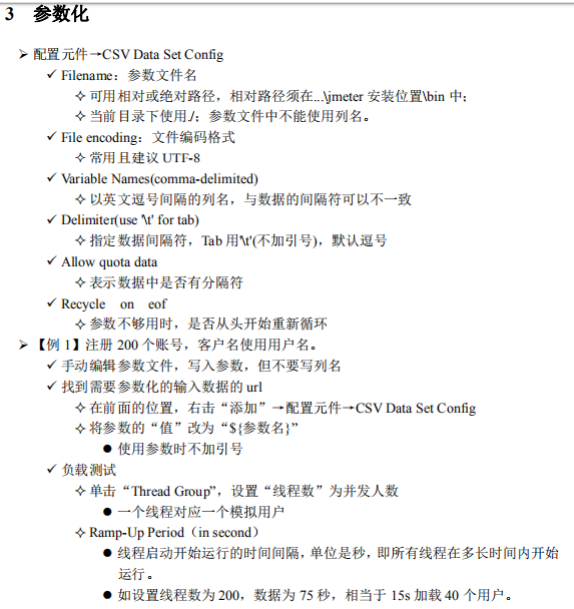 3 参数化
➢ 配置元件→CSV Data Set Config
✓ Filename：参数文件名
✧ 可用相对或绝对路径，相对路径须在...\jmeter 安装位置\bin 中；
✧ 当前目录下使用./；参数文件中不能使用列名。
✓ File encoding：文件编码格式
✧ 常用且建议 UTF-8
✓ Variable Names(comma-delimited)
✧ 以英文逗号间隔的列名，与数据的间隔符可以不一致
✓ Delimiter(use '\t' for tab)
✧ 指定数据间隔符，Tab 用'\t'(不加引号)，默认逗号
✓ Allow quota data
✧ 表示数据中是否有分隔符
✓ Recycle on eof
✧ 参数不够用时，是否从头开始重新循环
➢ 【例 1】注册 200 个账号，客户名使用用户名。
✓ 手动编辑参数文件，写入参数，但不要写列名
✓ 找到需要参数化的输入数据的 url
✧ 在前面的位置，右击“添加”→配置元件→CSV Data Set Config
✧ 将参数的“值”改为“${参数名}”
● 使用参数时不加引号
✓ 负载测试
✧ 单击“Thread Group”，设置“线程数”为并发人数
● 一个线程对应一个模拟用户
✧ Ramp-Up Period（in second）
● 线程启动开始运行的时间间隔，单位是秒，即所有线程在多长时间内开始
运行。
● 如设置线程数为 200，数据为 75 秒，相当于 15s 加载 40 个用户。